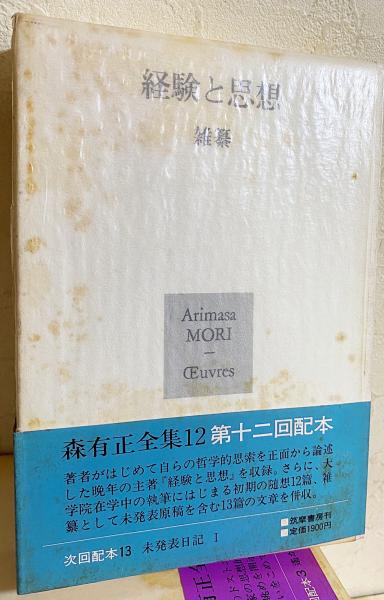 経験と思想
雑纂
Arimasa
MORI
Œuvres
森有正全集12 第十二回配本
著者がはじめて自らの哲学的思索を正面から論述
した晩年の主著『経験と思想』を収録。さらに、大
学院在学中の執筆にはじまる初期の随想12篇、雑
纂として未発表原稿を含む13篇の文章を併収。
次回配本13 未発表日記 I
■筑摩書房刊
■定価1900円
回配本3